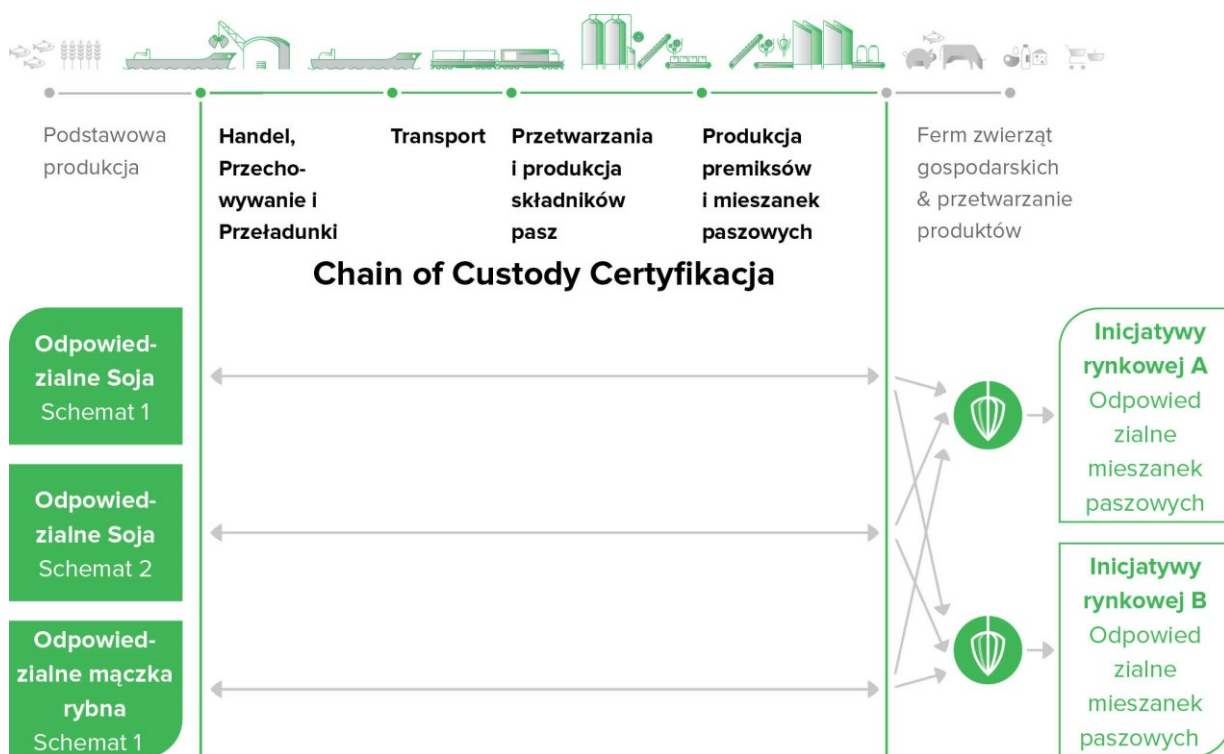 Podstawowa
produkcja
Handel,
Przecho-
wywanie i
Przeładunki
Transport
Przetwarzania
i produkcja
składników
pasz
Produkcja
premiksów
i mieszanek
paszowych
Ferm zwierząt
gospodarskich
& przetwarzanie
produktów
Chain of Custody Certyfikacja
Odpowied-
zialne Soja
Schemat 1
Odpowied-
zialne Soja
Schemat 2
Odpowied-
zialne mączka
rybna
Schemat 1
Inicjatywy
rynkowej A
Odpowied
zialne
mieszanek
paszowych
Inicjatywy
rynkowej B
Odpowied
zialne
mieszanek
paszowych